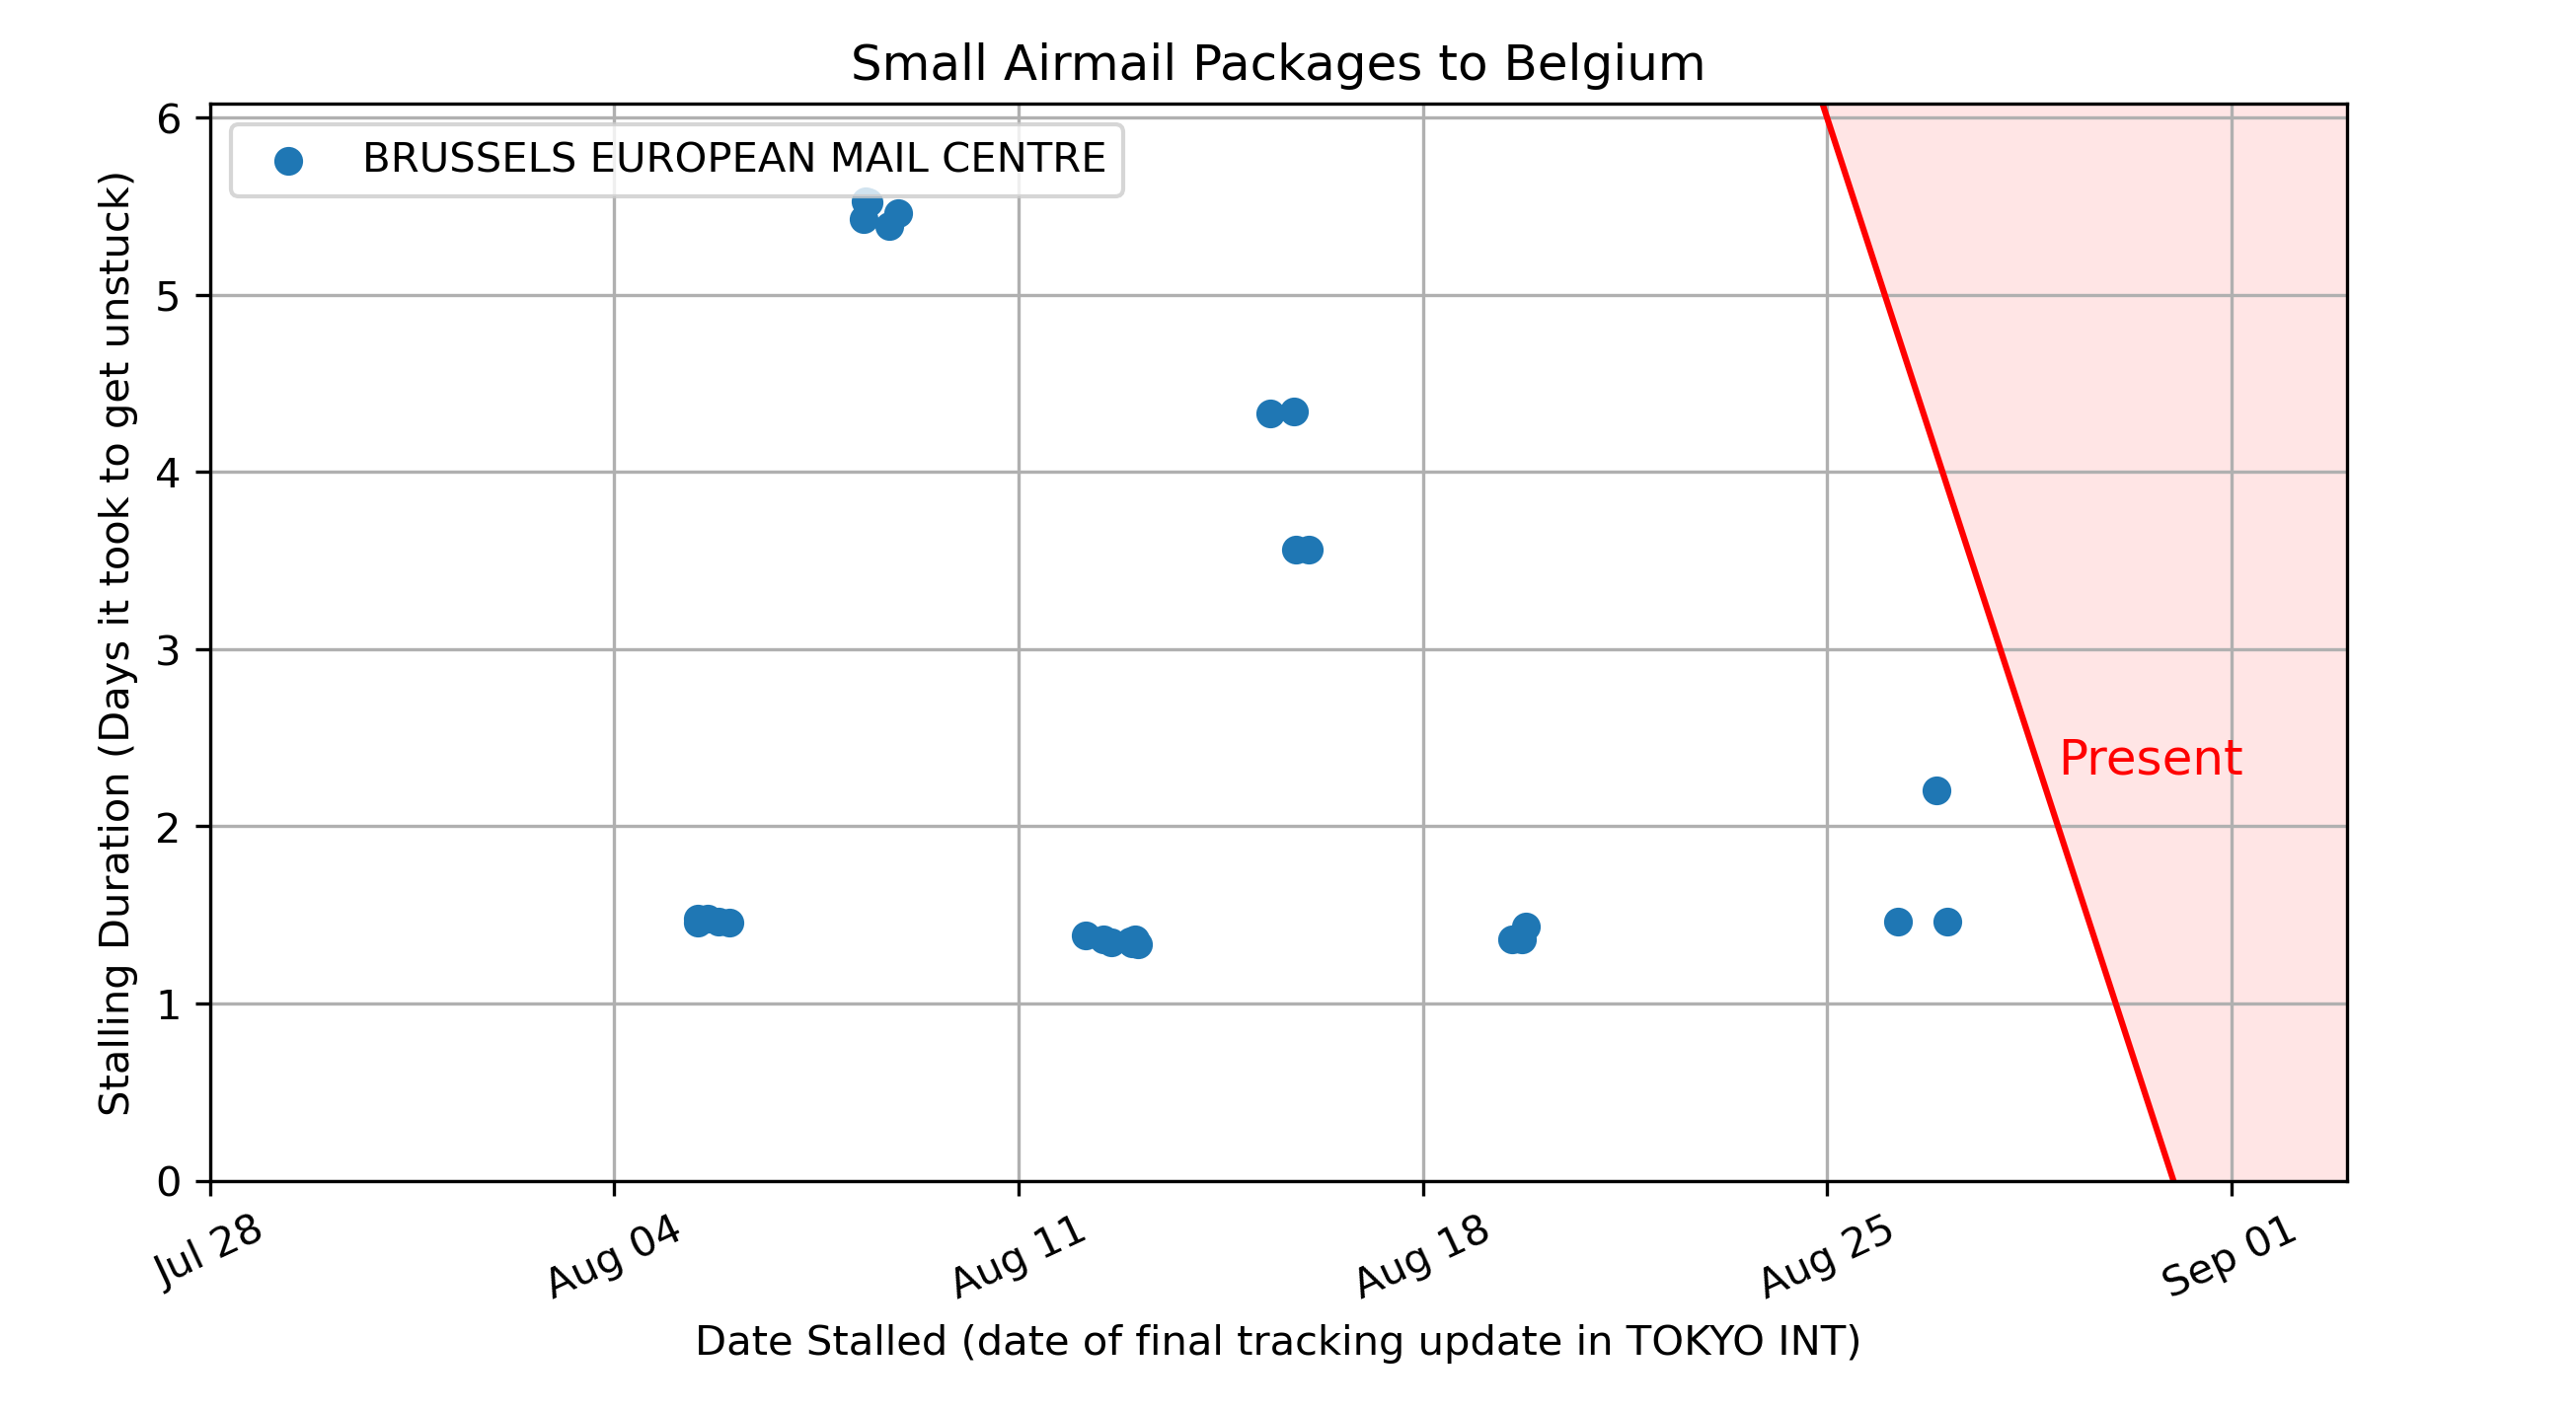 Small Airmail Packages to Belgium
BRUSSELS EUROPEAN MAIL CENTRE
Stalling Duration (Days it took to get unstuck)
6
5
4
3
2
1
0
Present
Jul 28
Aug 04
Aug 11
Aug 18
Aug 25
Sep 01
Date Stalled (date of final tracking update in TOKYO INT)